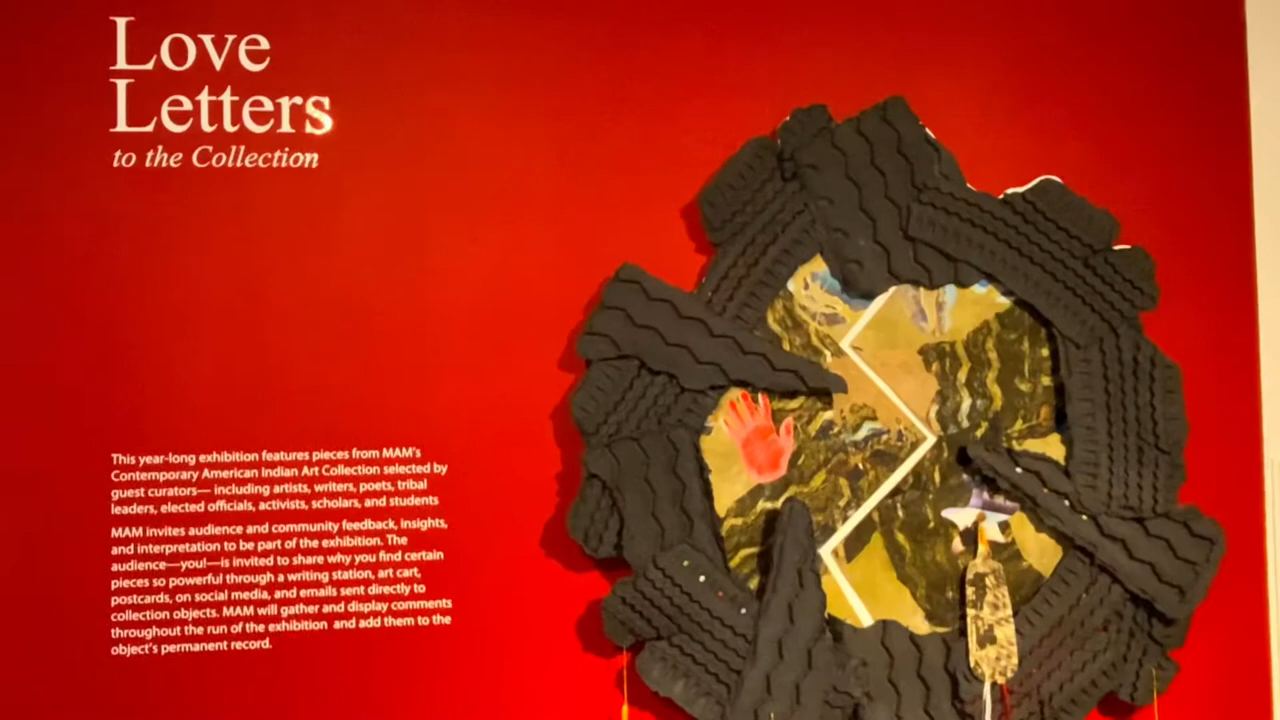 Love
Letters
to the Collection
This year-long exhibition features pieces from MAM's
Contemporary American Indian Art Collection selected by
guest curators— including artists, writers, poets, tribal
leaders, elected officials, activists, scholars, and students
MAM invites audience and community feedback, insights,
and interpretation to be part of the exhibition. The
audience—you!—is invited to share why you find certain
pieces so powerful through a writing station, art cart,
postcards, on social media, and emails sent directly to
collection objects. MAM will gather and display comments
throughout the run of the exhibition and add them to the
object's permanent record.